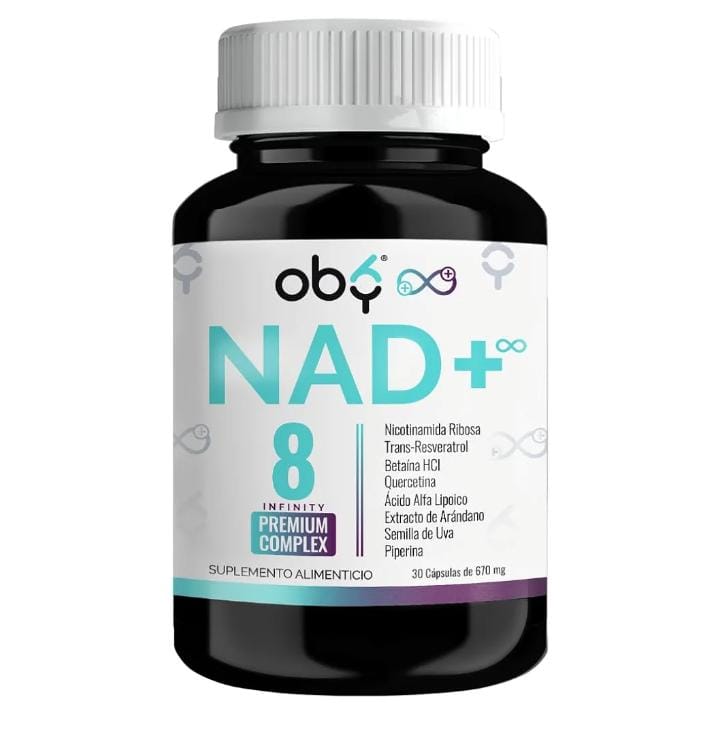 oby®
NAD+∞
8
INFINITY
PREMIUM
COMPLEX
Nicotinamida Ribosa
Trans-Resveratrol
Betaína HCl
Quercetina
Ácido Alfa Lipoico
Extracto de Arándano
Semilla de Uva
Piperina
SUPLEMENTO ALIMENTICIO
30 Cápsulas de 670 mg